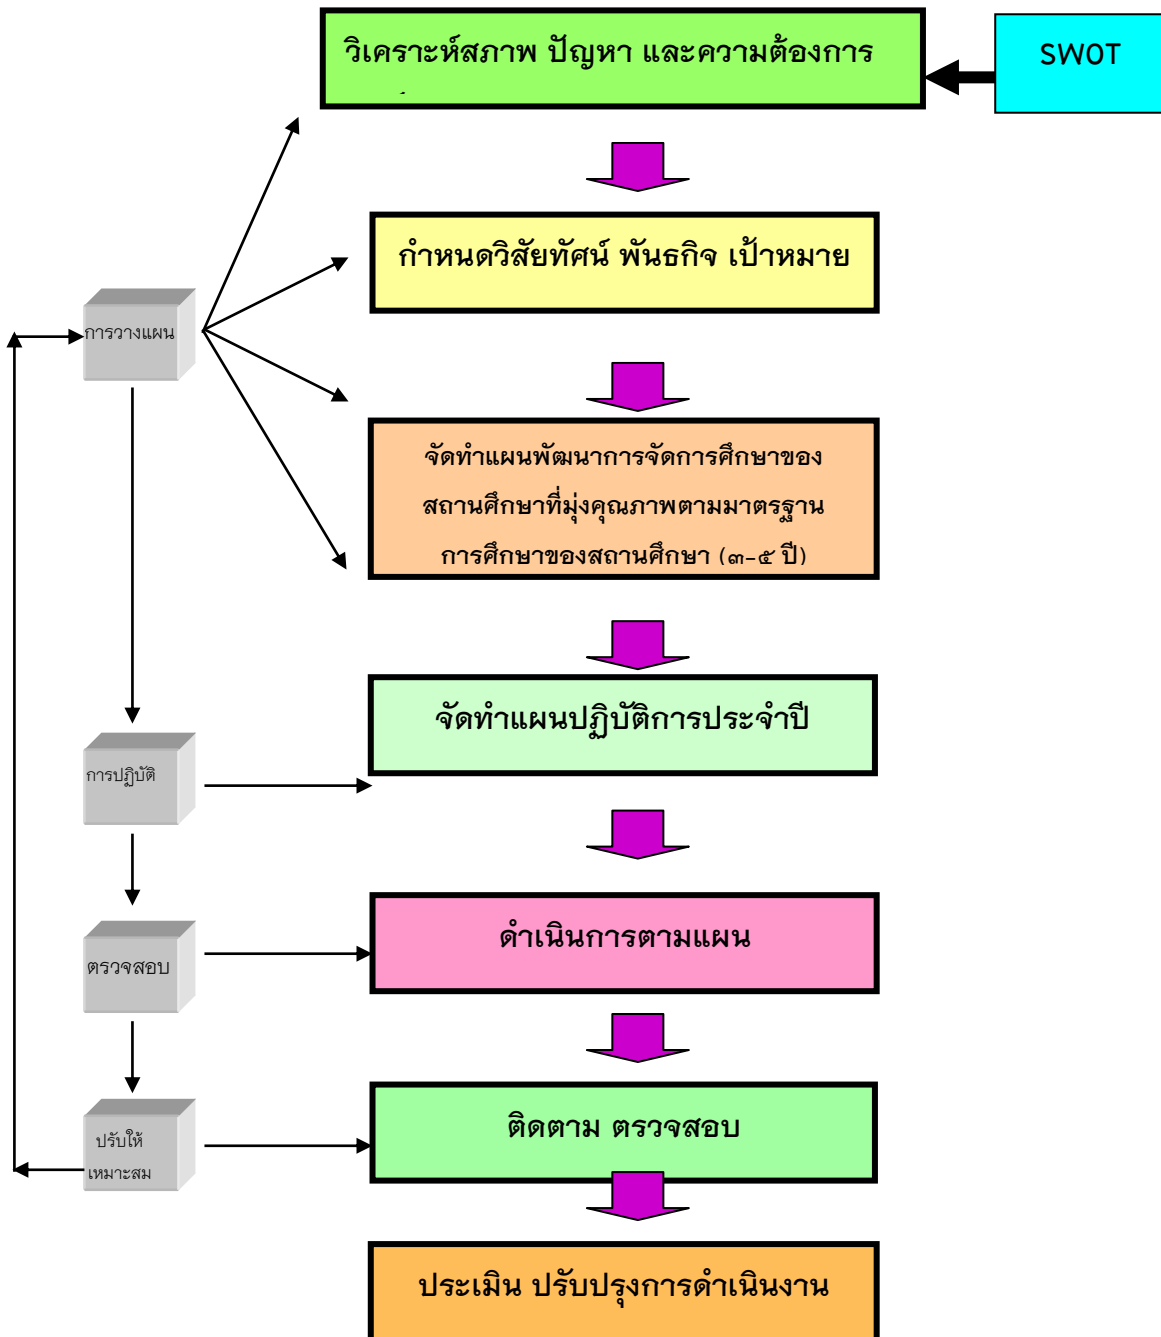 วิเคราะห์สภาพ ปัญหา และความต้องการ
SWOT
กำหนดวิสัยทัศน์ พันธกิจ เป้าหมาย
การวางแผน
จัดทำแผนพัฒนาการจัดการศึกษาของ
สถานศึกษาที่มุ่งคุณภาพตามมาตรฐาน
การศึกษาของสถานศึกษา (๓-๕ ปี)
จัดทำแผนปฏิบัติการประจำปี
การปฏิบัติ
ดำเนินการตามแผน
ตรวจสอบ
ติดตาม ตรวจสอบ
ปรับให้
เหมาะสม
ประเมิน ปรับปรุงการดำเนินงาน